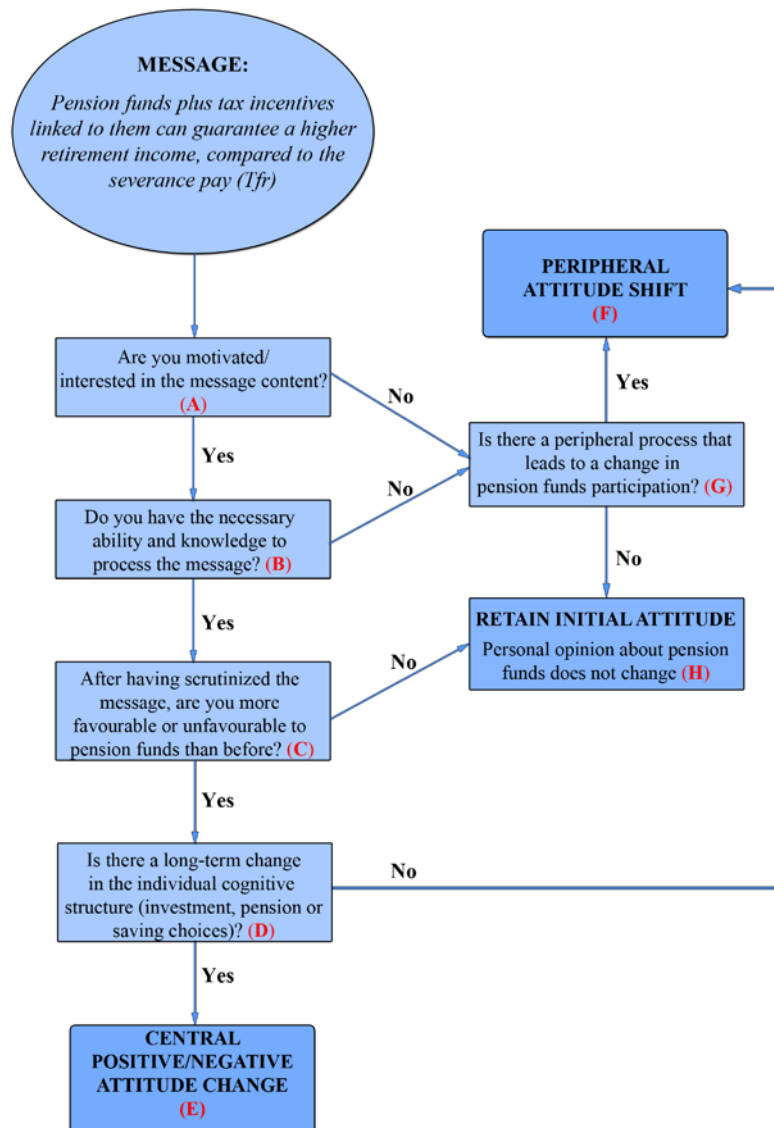 MESSAGE:
Pension funds plus tax incentives
linked to them can guarantee a higher
retirement income, compared to the
severance pay (Tfr)
PERIPHERAL
ATTITUDE SHIFT
(F)
Are you motivated/
interested in the message content?
(A)
No
Yes
Is there a peripheral process that
leads to a change in
pension funds participation? (G)
Yes
No
Do you have the necessary
ability and knowledge to
process the message? (B)
No
Yes
RETAIN INITIAL ATTITUDE
Personal opinion about pension
funds does not change (H)
No
After having scrutinized the
message, are you more
favourable or unfavourable to
pension funds than before? (C)
Yes
Is there a long-term change
in the individual cognitive
structure (investment, pension or
saving choices)? (D)
No
Yes
CENTRAL
POSITIVE/NEGATIVE
ATTITUDE CHANGE
(E)